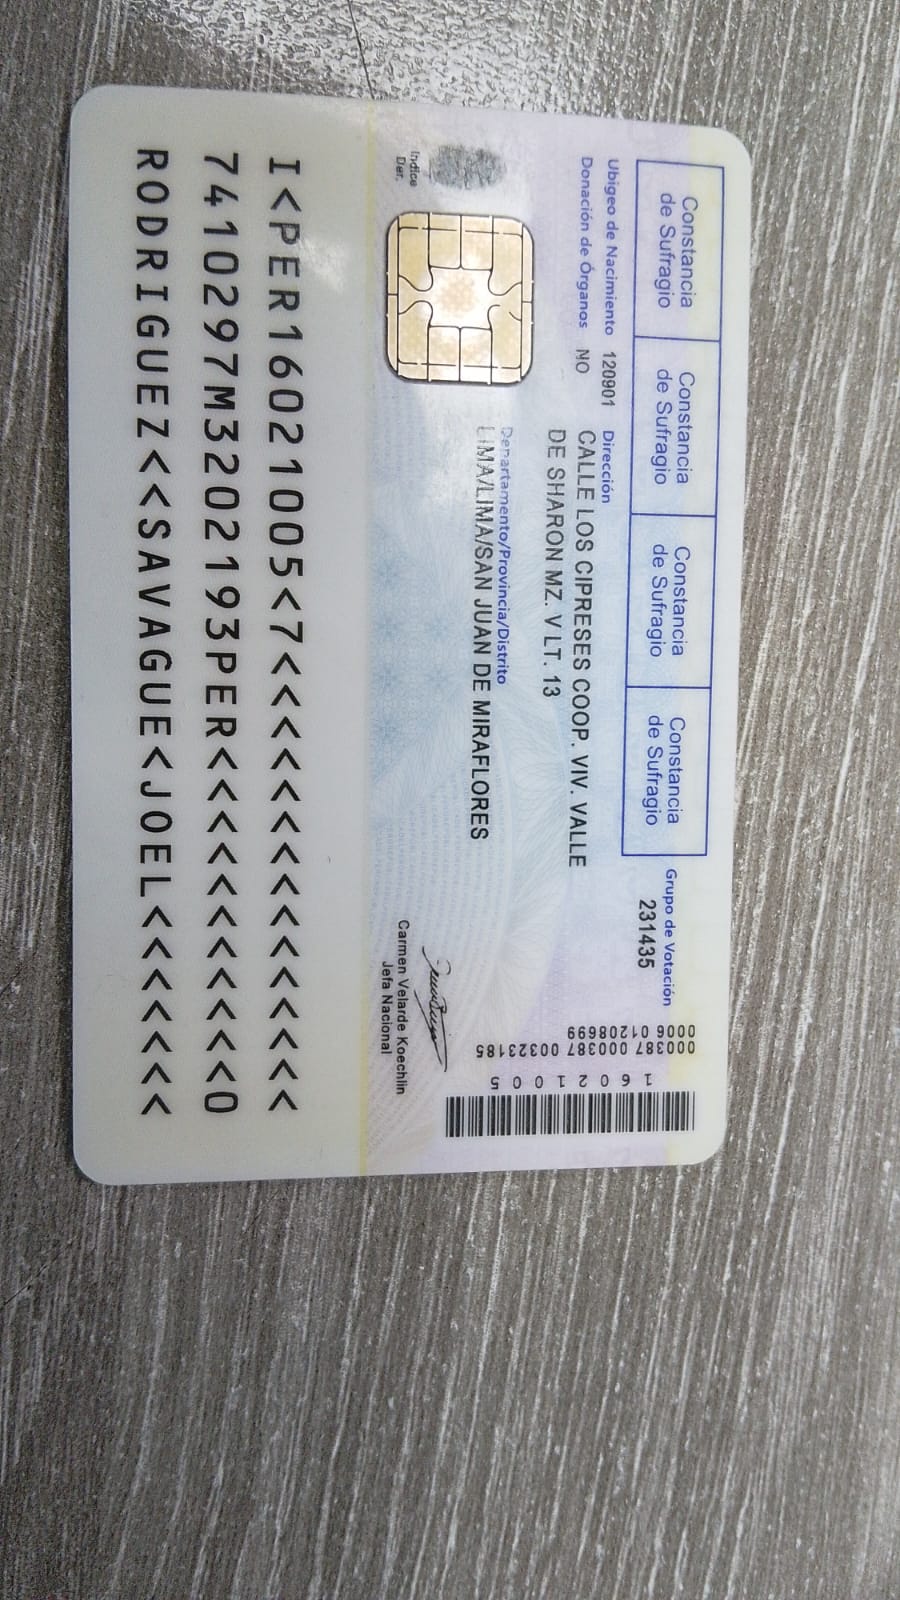 Constancia
de Sufragio
Constancia
de Sufragio
Constancia
de Sufragio
Constancia
de Sufragio
Grupo de Votación
231435
Ubigeo de Nacimiento 120901
Donación de Órganos NO
Dirección
CALLE LOS CIPRESES COOP. VIV. VALLE
DE SHARON MZ. V LT. 13
Departamento/Provincia/Distrito
LIMA/LIMA/SAN JUAN DE MIRAFLORES
Indice
Der.
Carmen Velarde Koechlin
Jefa Nacional
0006 01208699
000387 000387 00323185
16021005
I<PER16021005<7<<<<<<<<<<<<<<<
7410297M3202193PER<<<<<<<<<<<0
RODRIGUEZ<<SAVAGUE<JOEL<<<<<<<